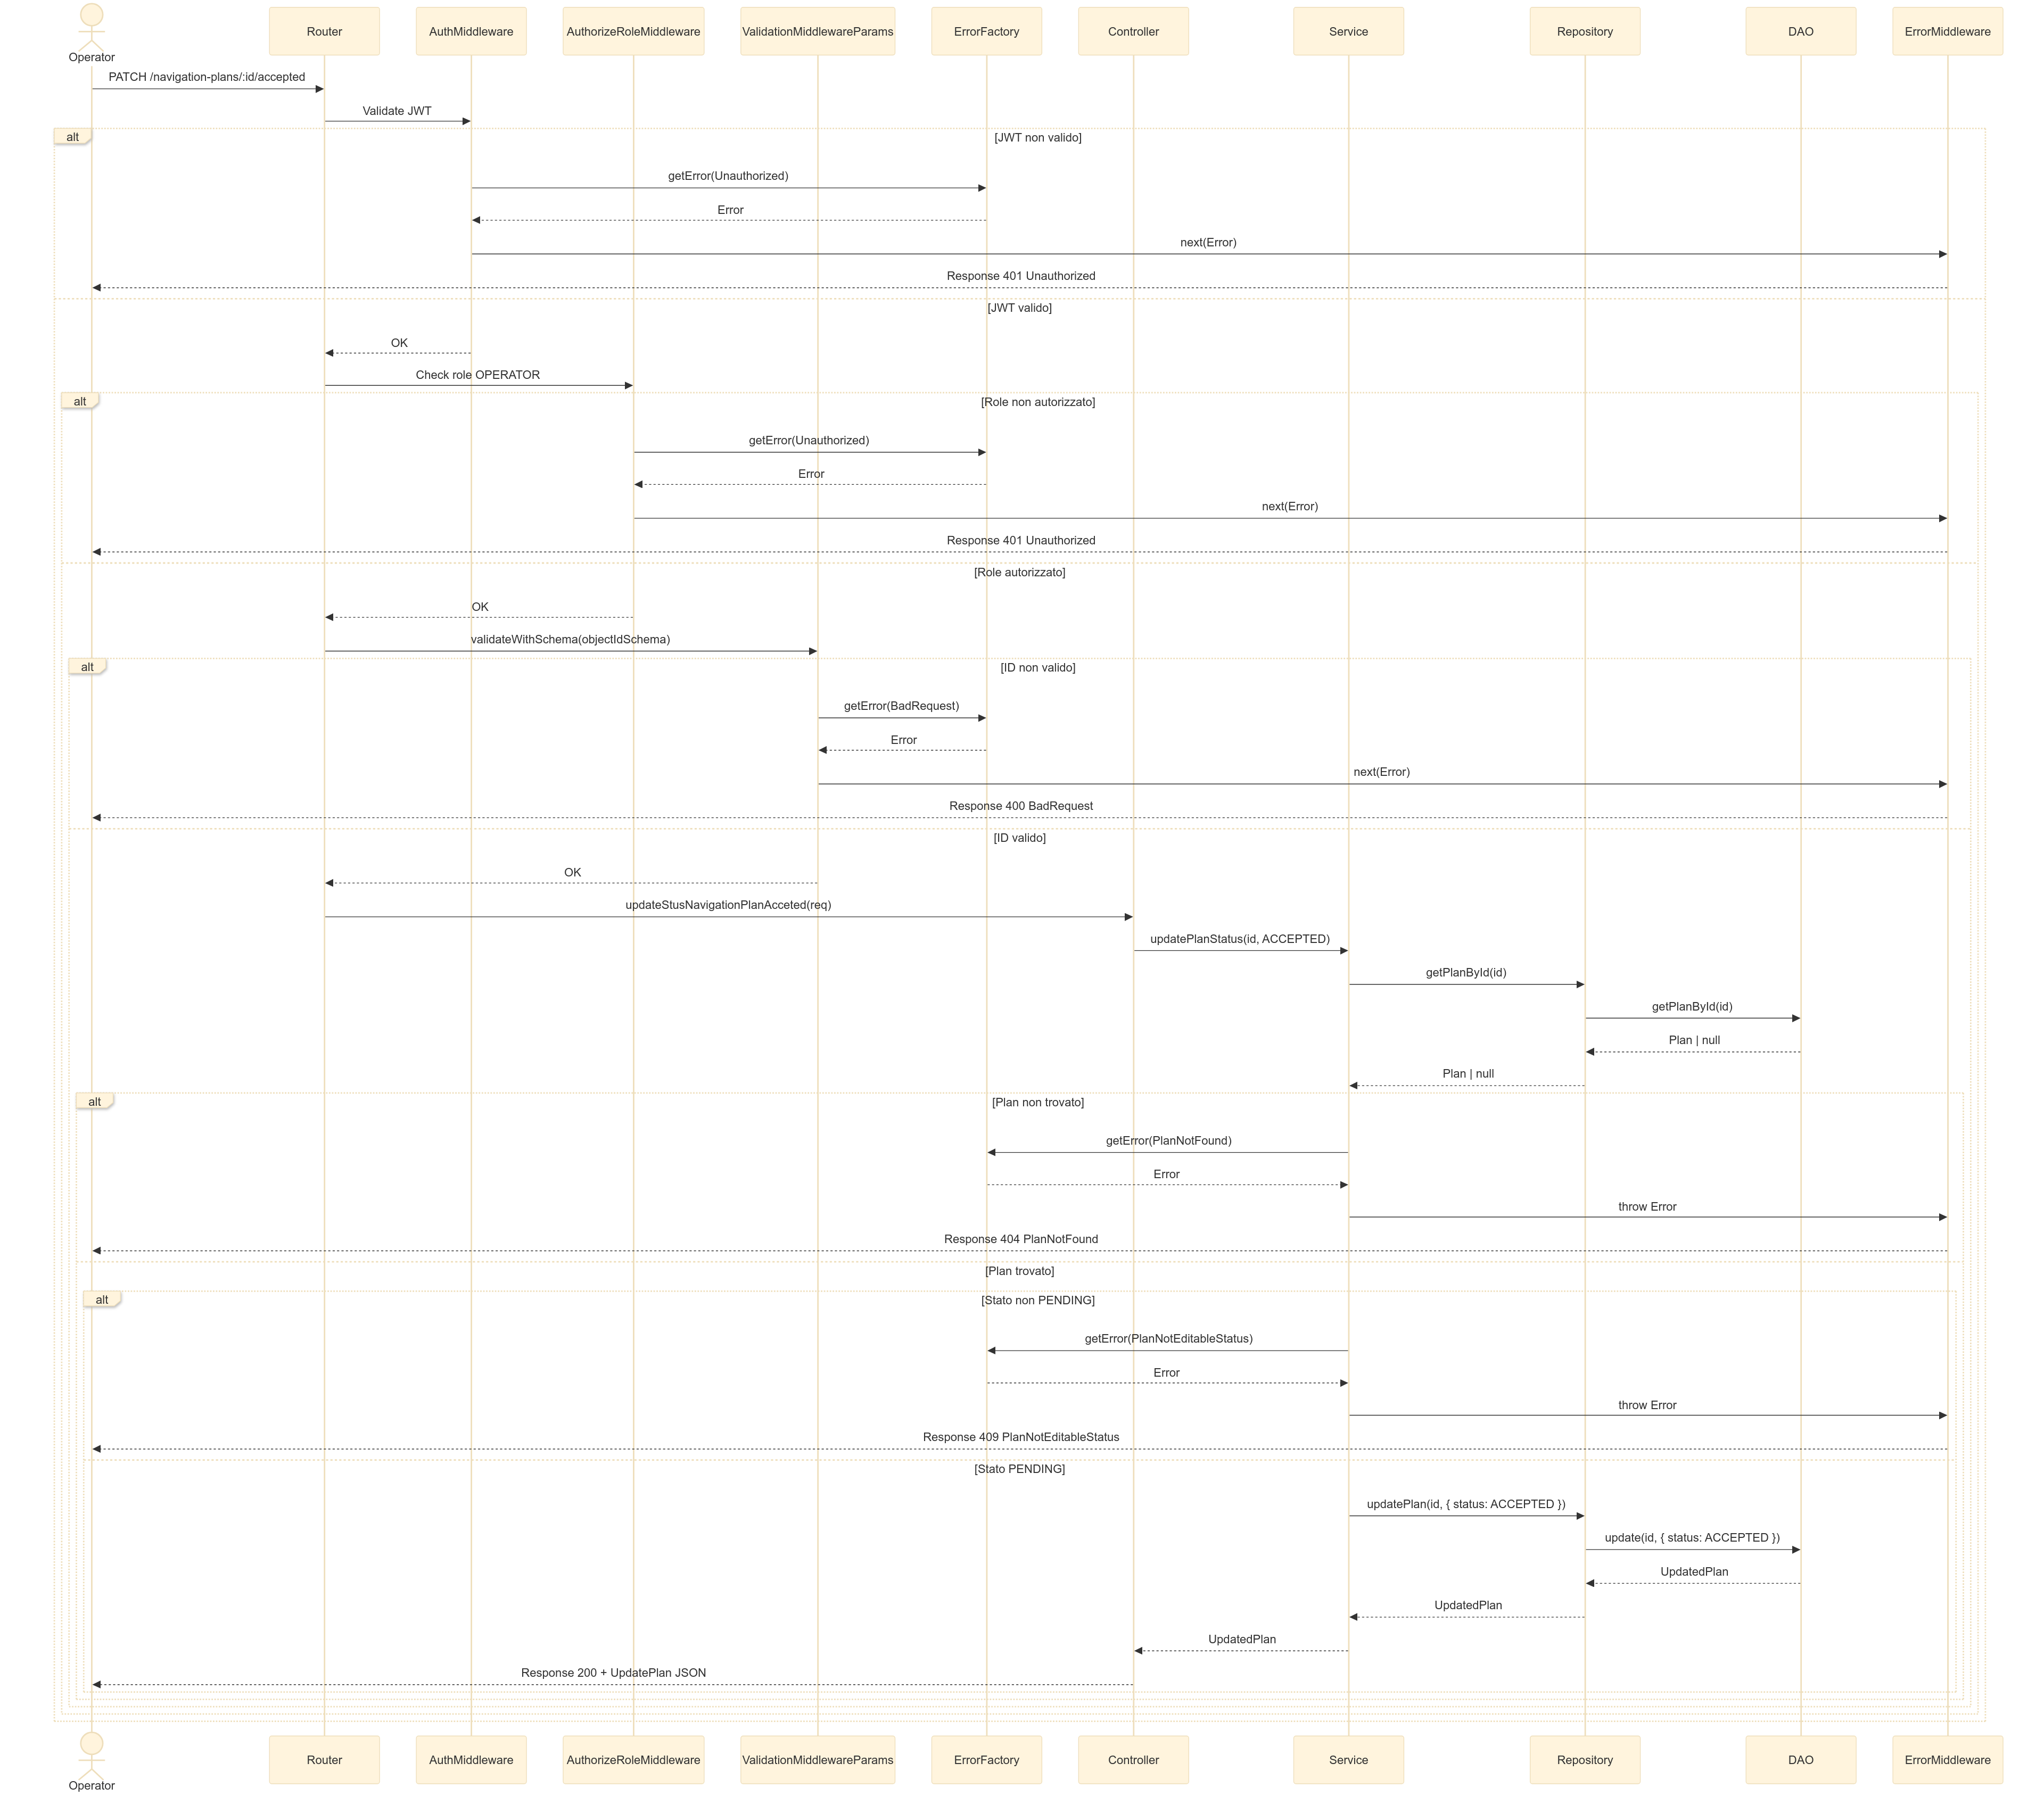 Operator
Router
AuthMiddleware
AuthorizeRoleMiddleware
ValidationMiddlewareParams
ErrorFactory
Controller
Service
Repository
DAO
ErrorMiddleware
PATCH /navigation-plans/:id/accepted
Validate JWT
alt
[JWT non valido]
getError(Unauthorized)
Error
next(Error)
Response 401 Unauthorized
[JWT valido]
OK
Check role OPERATOR
alt
[Role non autorizzato]
getError(Unauthorized)
Error
next(Error)
Response 401 Unauthorized
[Role autorizzato]
OK
validateWithSchema(objectIdSchema)
alt
[ID non valido]
getError(BadRequest)
Error
next(Error)
Response 400 BadRequest
[ID valido]
OK
updateStusNavigationPlanAcceted(req)
updatePlanStatus(id, ACCEPTED)
getPlanById(id)
getPlanById(id)
Plan | null
Plan | null
alt
[Plan non trovato]
getError(PlanNotFound)
Error
throw Error
Response 404 PlanNotFound
[Plan trovato]
alt
[Stato non PENDING]
getError(PlanNotEditableStatus)
Error
throw Error
Response 409 PlanNotEditableStatus
[Stato PENDING]
updatePlan(id, { status: ACCEPTED })
update(id, { status: ACCEPTED })
UpdatedPlan
UpdatedPlan
UpdatedPlan
Response 200 + UpdatePlan JSON
Operator
Router
AuthMiddleware
AuthorizeRoleMiddleware
ValidationMiddlewareParams
ErrorFactory
Controller
Service
Repository
DAO
ErrorMiddleware